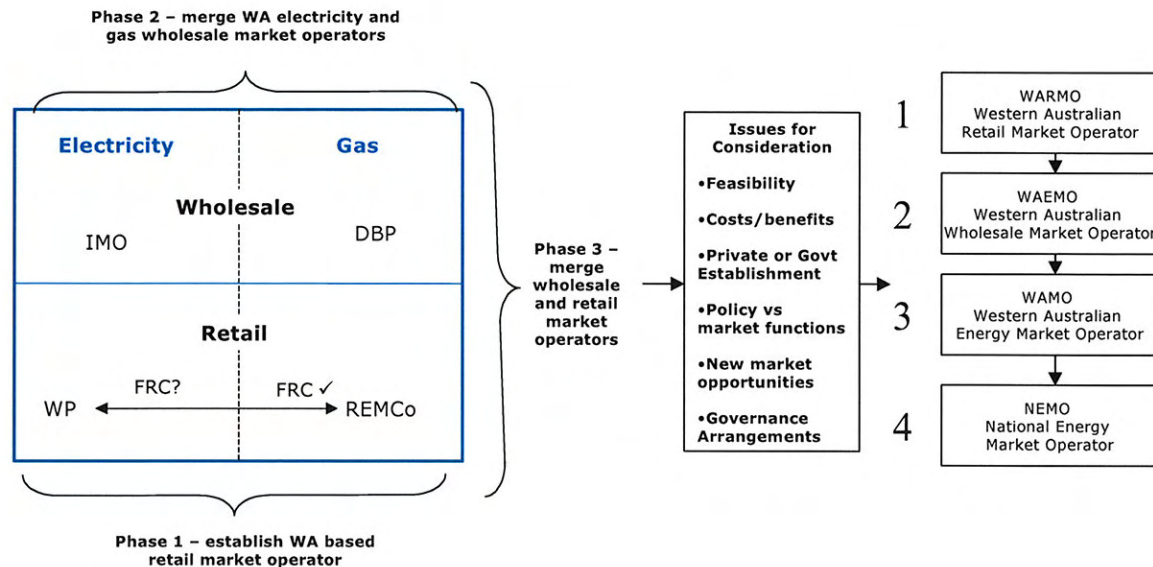 Phase 2 – merge WA electricity and
gas wholesale market operators
Electricity
Gas
Wholesale
IMO
DBP
Retail
FRC?
FRC ✓
WP
REMCo
Phase 1 – establish WA based
retail market operator
Phase 3 –
merge
wholesale
and retail
market
operators
Issues for
Consideration
•Feasibility
•Costs/benefits
•Private or Govt
Establishment
•Policy vs
market functions
•New market
opportunities
•Governance
Arrangements
1
WARMO
Western Australian
Retail Market Operator
2
WAEMO
Western Australian
Wholesale Market Operator
3
WAMO
Western Australian
Energy Market Operator
4
NEMO
National Energy
Market Operator